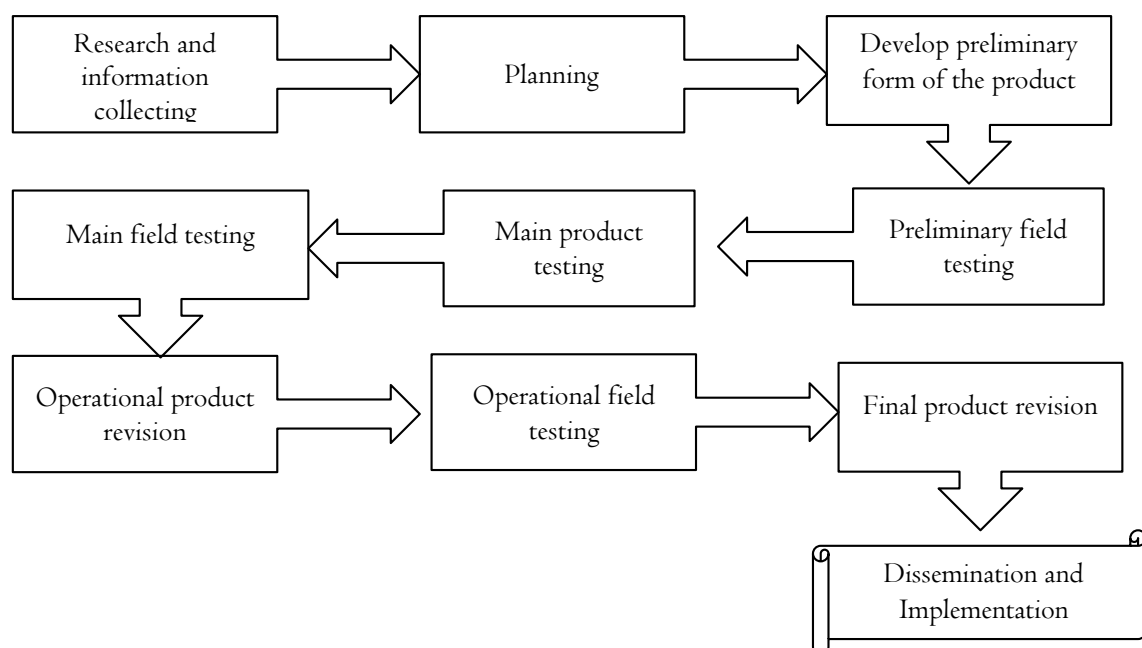 Research and
information
collecting
Planning
Develop preliminary
form of the product
Preliminary field
testing
Main product
testing
Main field testing
Operational product
revision
Operational field
testing
Final product revision
Dissemination and
Implementation